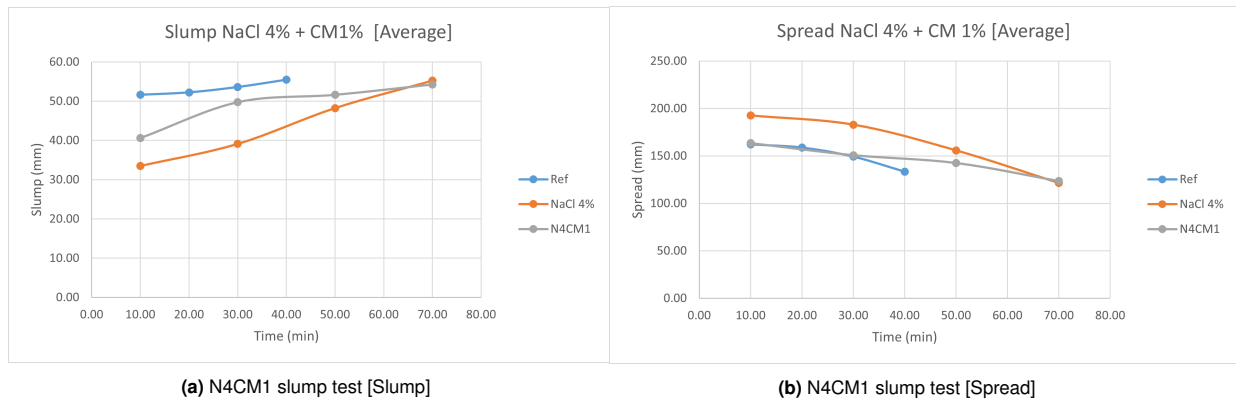 Slump NaCl 4% + CM1% [Average]
60.00
50.00
40.00
30.00
20.00
10.00
0.00
Slump (mm)
0.00 10.00 20.00 30.00 40.00 50.00 60.00 70.00 80.00
Time (min)
Ref
NaCl 4%
N4CM1
(a) N4CM1 slump test [Slump]
Spread NaCl 4% + CM 1% [Average]
250.00
200.00
150.00
100.00
50.00
0.00
Spread (mm)
0.00 10.00 20.00 30.00 40.00 50.00 60.00 70.00 80.00
Time (min)
Ref
NaCl 4%
N4CM1
(b) N4CM1 slump test [Spread]